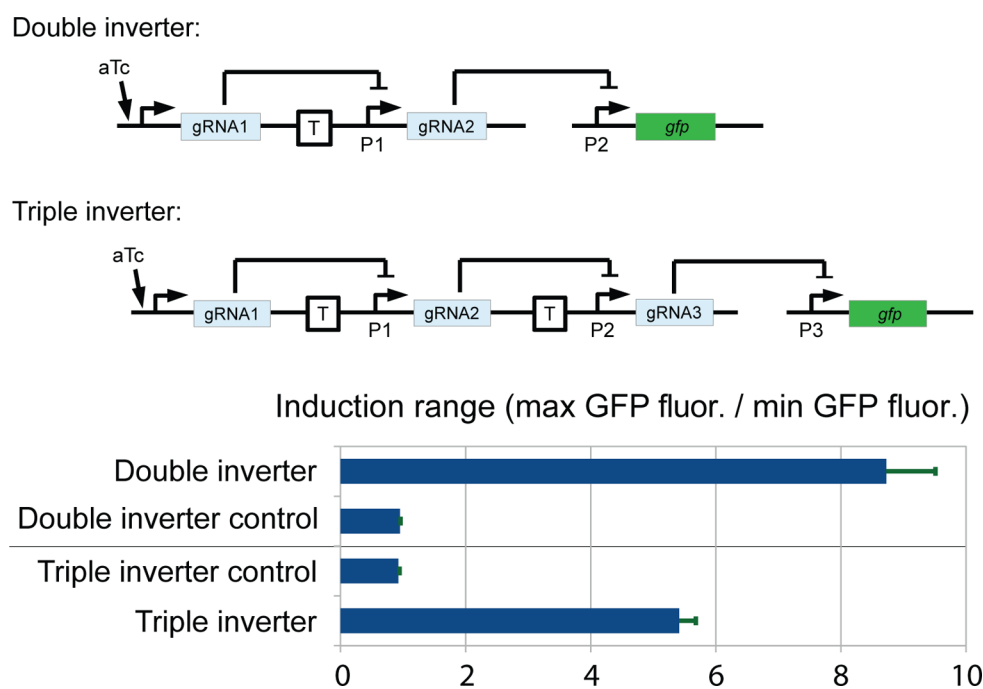 Double inverter:
aTc
gRNA1
T
P1
gRNA2
P2
gfp
Triple inverter:
aTc
gRNA1
T
P1
gRNA2
T
P2
gRNA3
P3
gfp
Induction range (max GFP fluor. / min GFP fluor.)
Double inverter
Double inverter control
Triple inverter control
Triple inverter
0 2 4 6 8 10